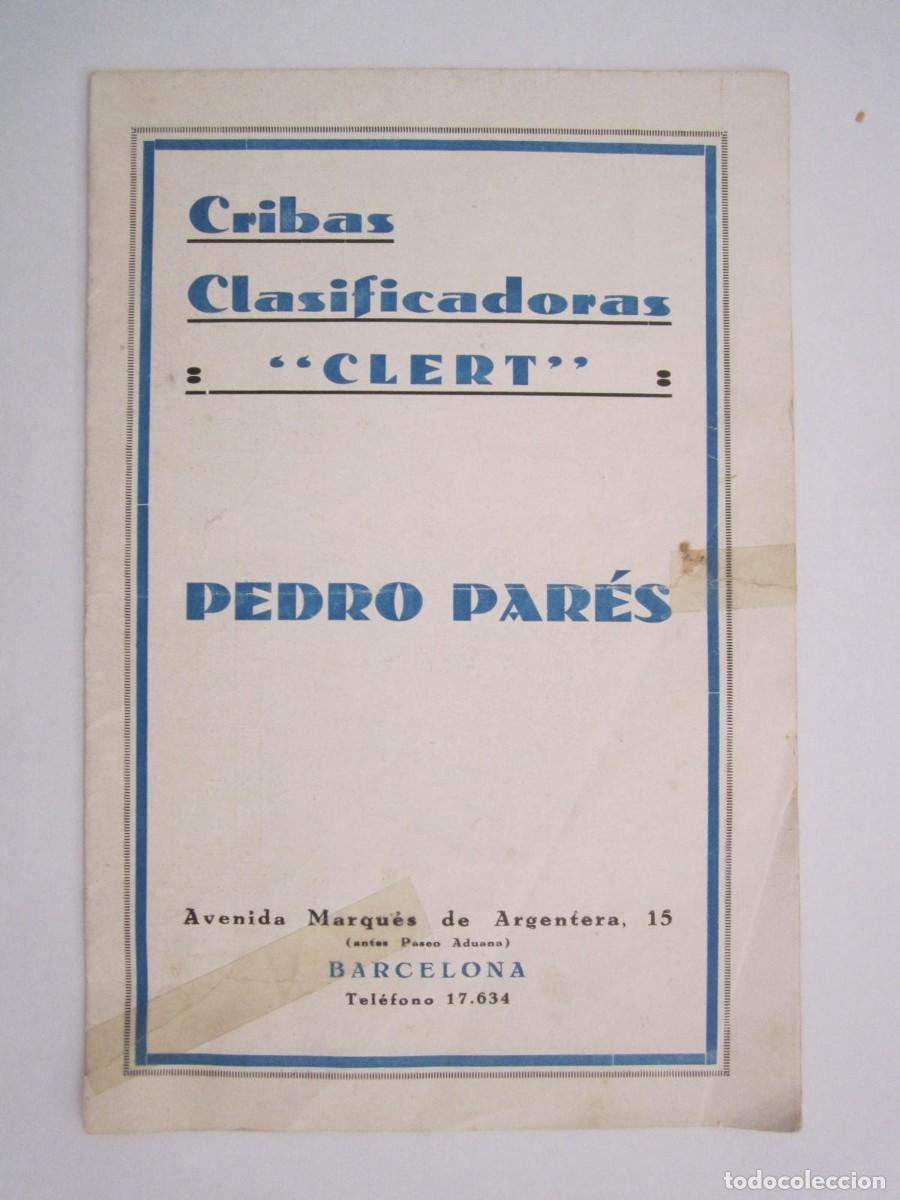 Cribas
Clasificadoras
: “CLERT” :
PEDRO PARÉS
Avenida Marqués de Argentera, 15
(antes Paseo Aduana)
BARCELONA
Teléfono 17.634
todocoleccion